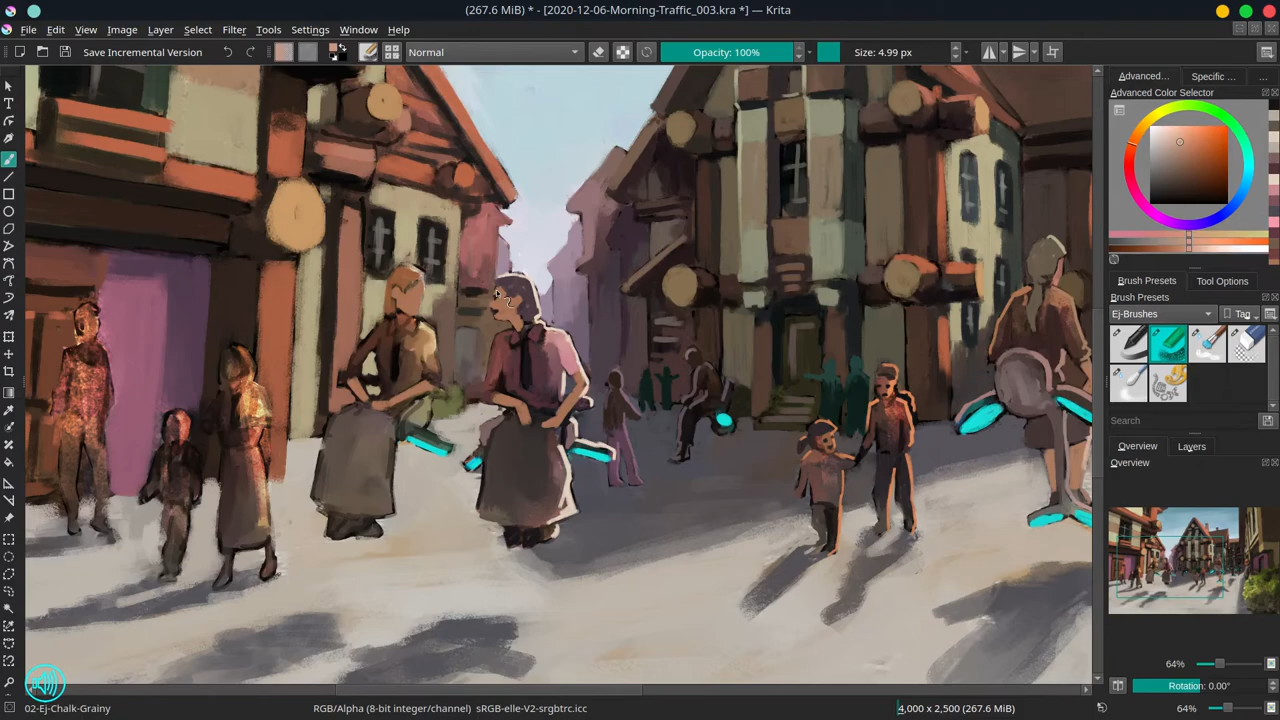 (267.6 MiB) * - [2020-12-06-Morning-Traffic_003.kra *] — Krita
File Edit View Image Layer Select Filter Tools Settings Window Help
Save Incremental Version
Normal
Opacity: 100%
Size: 4.99 px
Advanced... Specific ... ...
Advanced Color Selector
Brush Presets Tool Options
Brush Presets
Ej-Brushes
Tag
Search
Overview Layers
Overview
64%
Rotation: 0.00°
02-Ej-Chalk-Grainy
RGB/Alpha (8-bit integer/channel) sRGB-elle-V2-srgbtrc.icc
4,000 x 2,500 (267.6 MiB)
64%